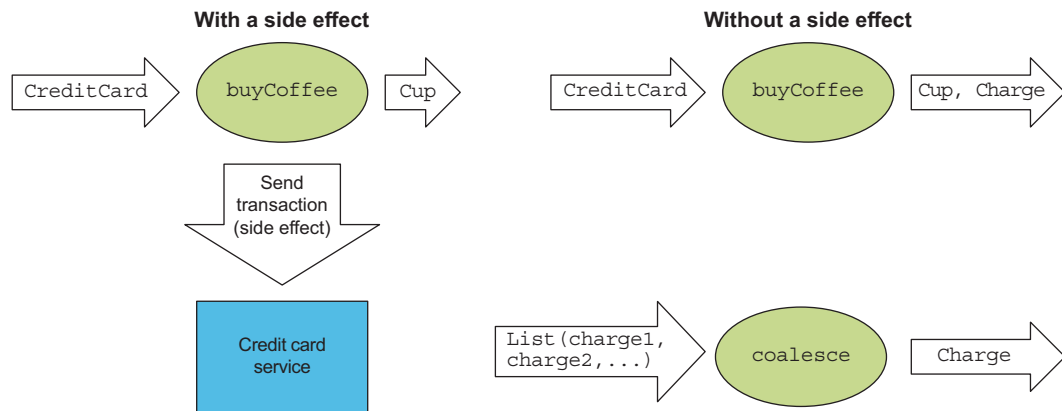 With a side effect
CreditCard
buyCoffee
Cup
Send
transaction
(side effect)
Credit card
service
Without a side effect
CreditCard
buyCoffee
Cup, Charge
List(charge1,
charge2,...)
coalesce
Charge